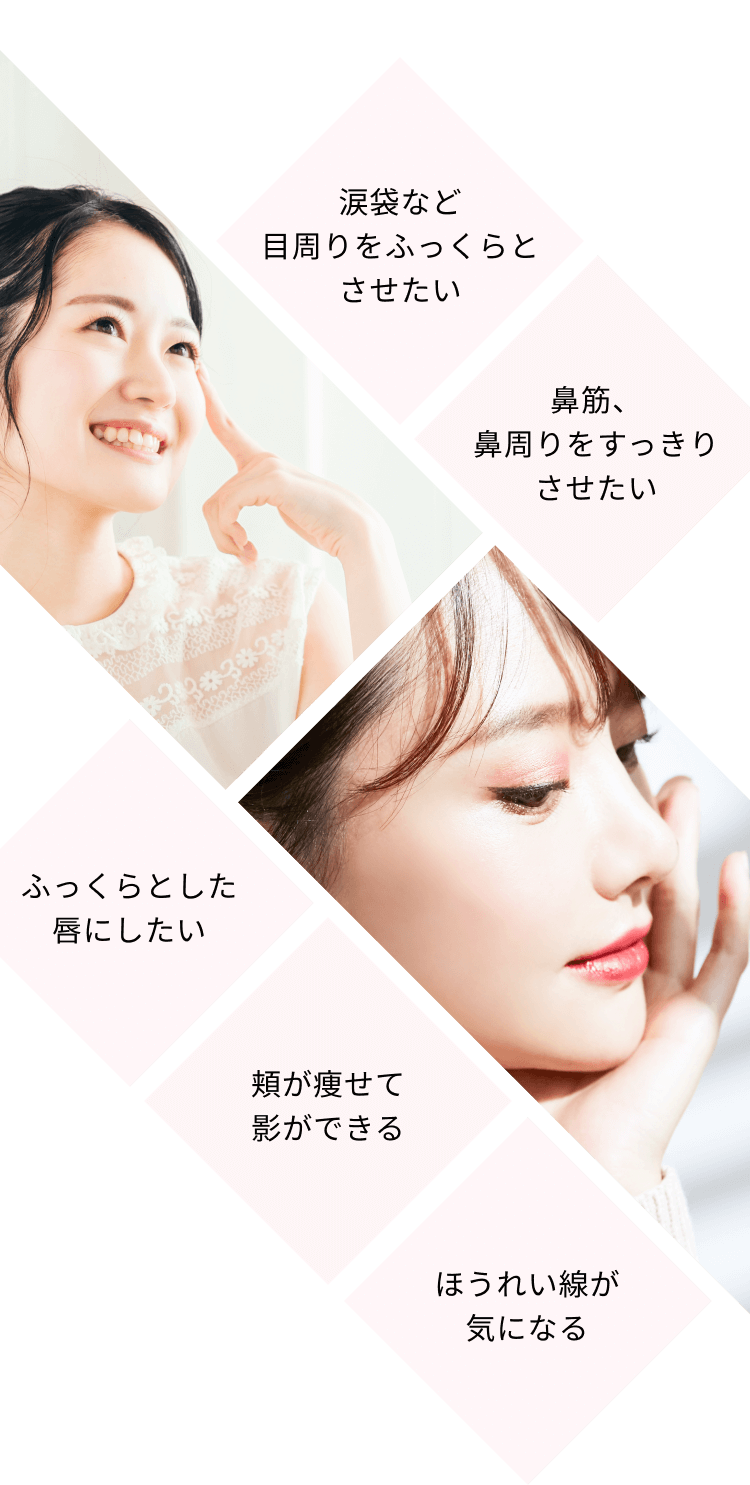 涙袋など
目周りをふっくらと
させたい
鼻筋、
鼻周りをすっきり
させたい
ふっくらとした
唇にしたい
頬が痩せて
影ができる
ほうれい線が
気になる